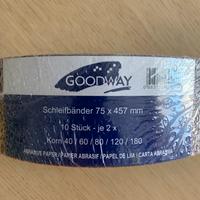 GOODWAY
Schleifbänder 75 x 457 mm
10 Stück - je 2 x
Korn 40 / 60 / 80 / 120 / 180
ABRASIVE PAPER / PAPIER ABRASIF / PAPEL DE LIJA / CARTA ABRASIVA